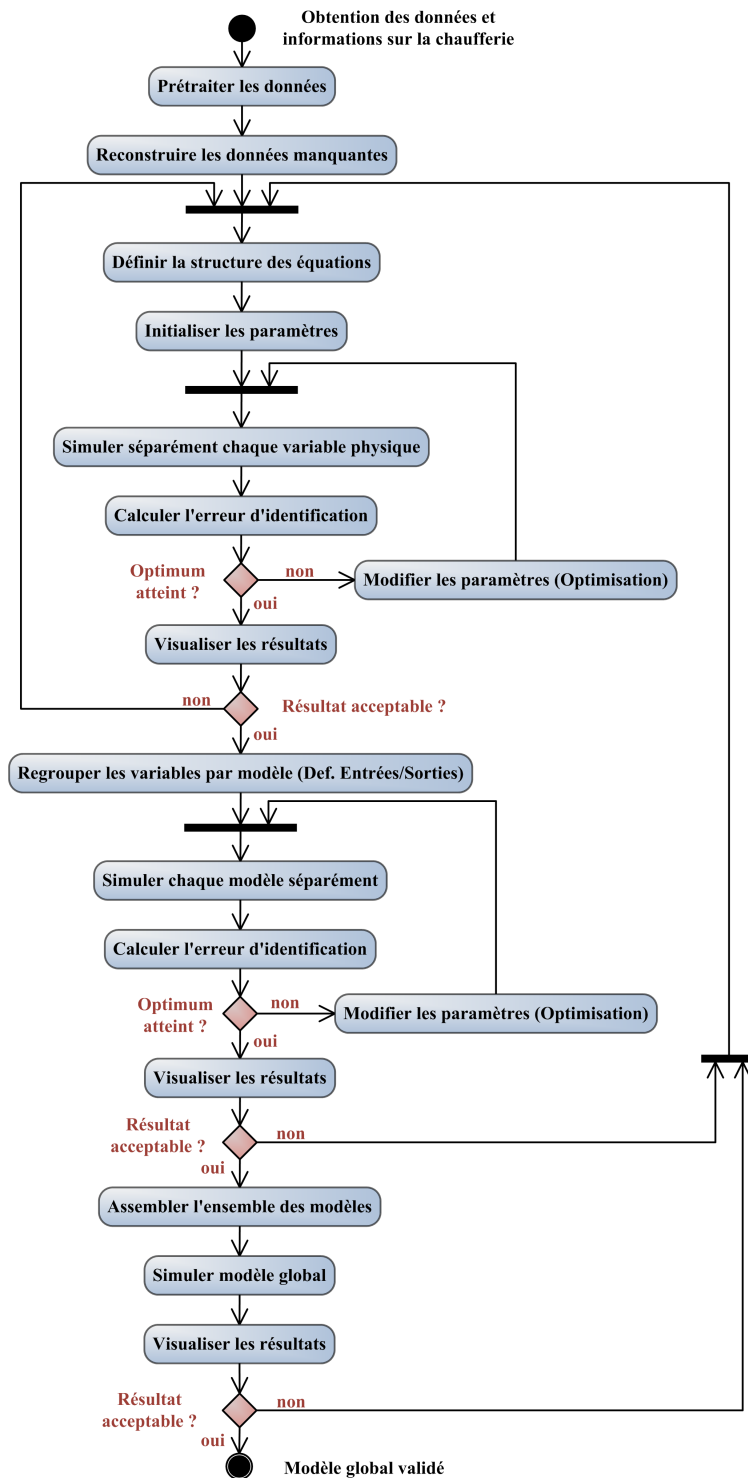 Obtention des données et
informations sur la chaufferie
Prétraiter les données
Reconstruire les données manquantes
Définir la structure des équations
Initialiser les paramètres
Simuler séparément chaque variable physique
Calculer l'erreur d'identification
Optimum
atteint ?
non
Modifier les paramètres (Optimisation)
oui
Visualiser les résultats
non
Résultat acceptable ?
oui
Regrouper les variables par modèle (Def. Entrées/Sorties)
Simuler chaque modèle séparément
Calculer l'erreur d'identification
Optimum
atteint ?
non
Modifier les paramètres (Optimisation)
oui
Visualiser les résultats
Résultat
acceptable ?
non
oui
Assembler l'ensemble des modèles
Simuler modèle global
Visualiser les résultats
Résultat
acceptable ?
non
oui
Modèle global validé